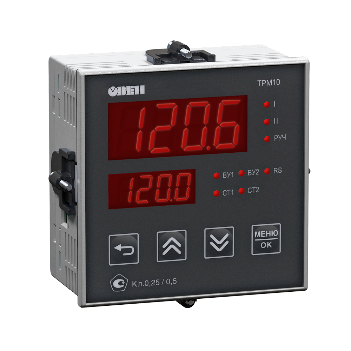 ОВЕН
ТРМ10
120.6
I
II
РУЧ
120.0
ВУ1 ВУ2 RS
СТ1 СТ2
МЕНЮ
ОК
Кл.0,25 / 0,5